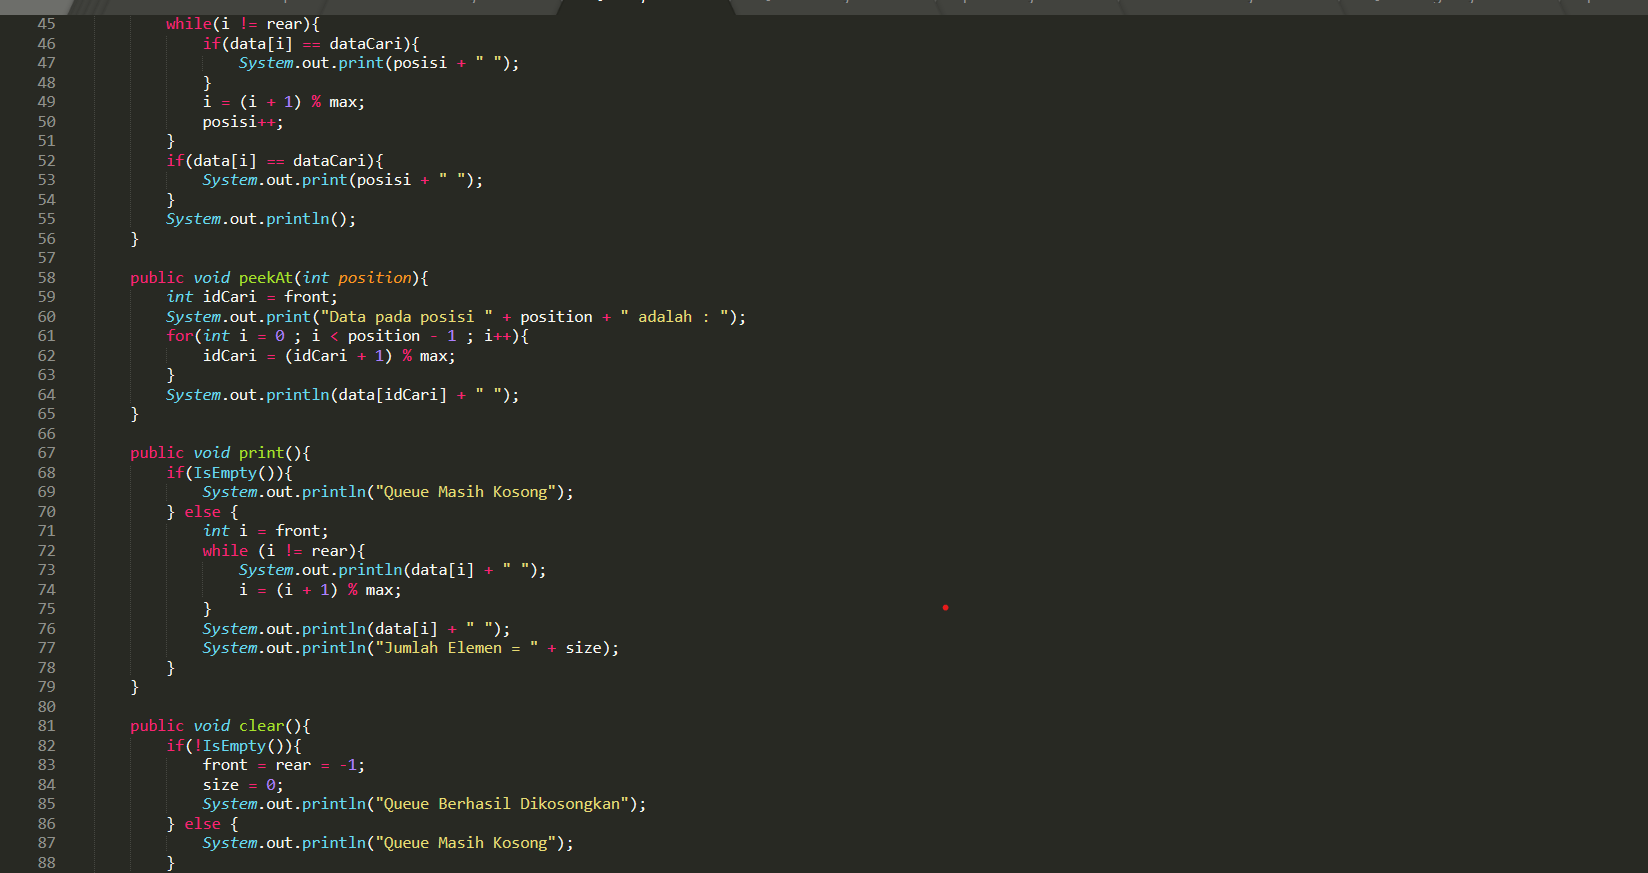 45 while(i != rear){
46 if(data[i] == dataCari){
47 System.out.print(posisi + " ");
48 }
49 i = (i + 1) % max;
50 posisi++;
51 }
52 if(data[i] == dataCari){
53 System.out.print(posisi + " ");
54 }
55 System.out.println();
56 }
57
58 public void peekAt(int position){
59 int idCari = front;
60 System.out.print("Data pada posisi " + position + " adalah : ");
61 for(int i = 0 ; i < position - 1 ; i++){
62 idCari = (idCari + 1) % max;
63 }
64 System.out.println(data[idCari] + " ");
65 }
66
67 public void print(){
68 if(IsEmpty()){
69 System.out.println("Queue Masih Kosong");
70 } else {
71 int i = front;
72 while (i != rear){
73 System.out.println(data[i] + " ");
74 i = (i + 1) % max;
75 }
76 System.out.println(data[i] + " ");
77 System.out.println("Jumlah Elemen = " + size);
78 }
79 }
80
81 public void clear(){
82 if(!IsEmpty()){
83 front = rear = -1;
84 size = 0;
85 System.out.println("Queue Berhasil Dikosongkan");
86 } else {
87 System.out.println("Queue Masih Kosong");
88 }